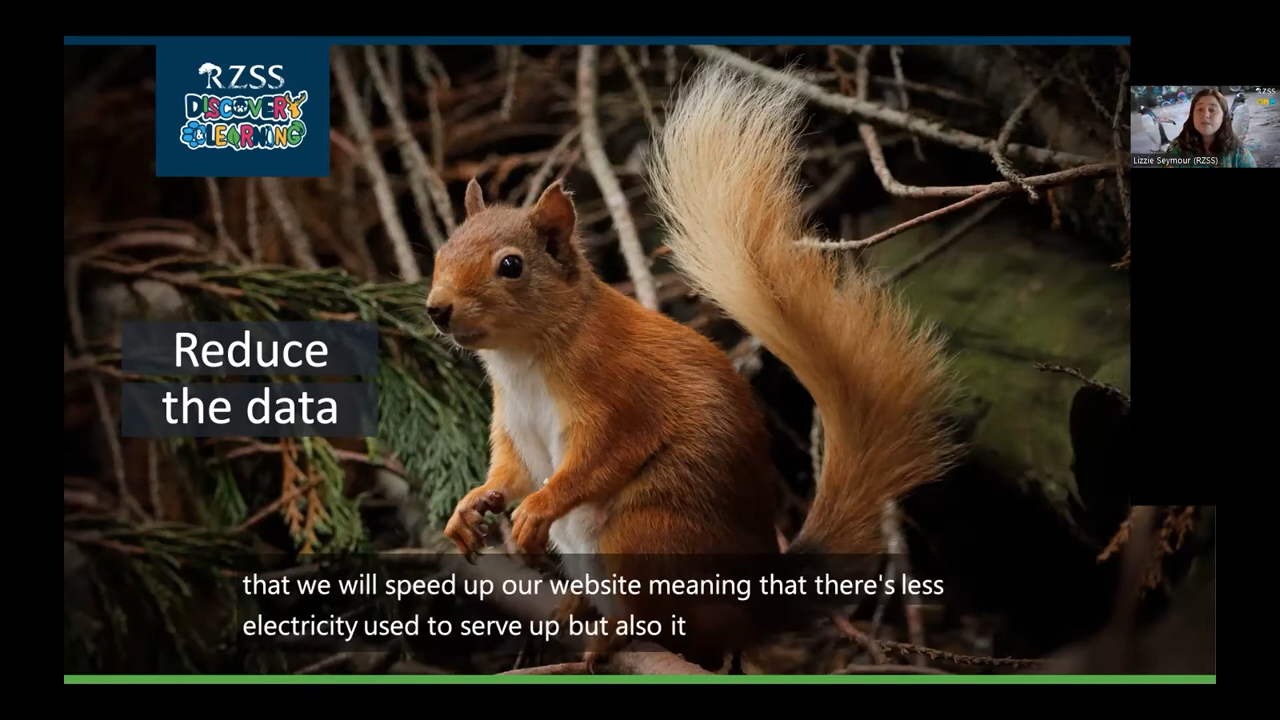 RZSS
DISCOVERY
& LEARNING
RZSS
Lizzie Seymour (RZSS)
Reduce
the data
that we will speed up our website meaning that there's less
electricity used to serve up but also it